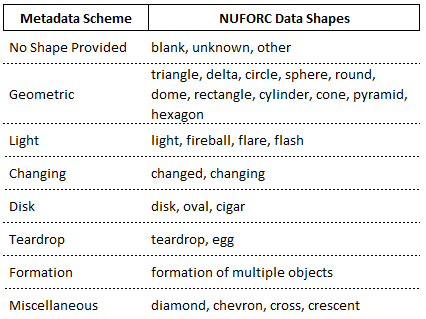 Metadata Scheme NUFORC Data Shapes
No Shape Provided blank, unknown, other
triangle, delta, circle, sphere, round,
Geometric dome, rectangle, cylinder, cone, pyramid,
hexagon
Light light, fireball, flare, flash
Changing changed, changing
Disk disk, oval, cigar
Teardrop teardrop, egg
Formation formation of multiple objects
Miscellaneous diamond, chevron, cross, crescent